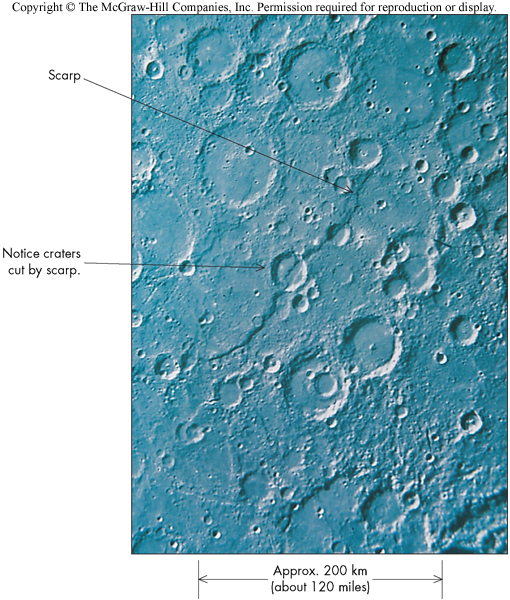 Copyright © The McGraw-Hill Companies, Inc. Permission required for reproduction or display.
Scarp
Notice craters
cut by scarp.
Approx. 200 km
(about 120 miles)